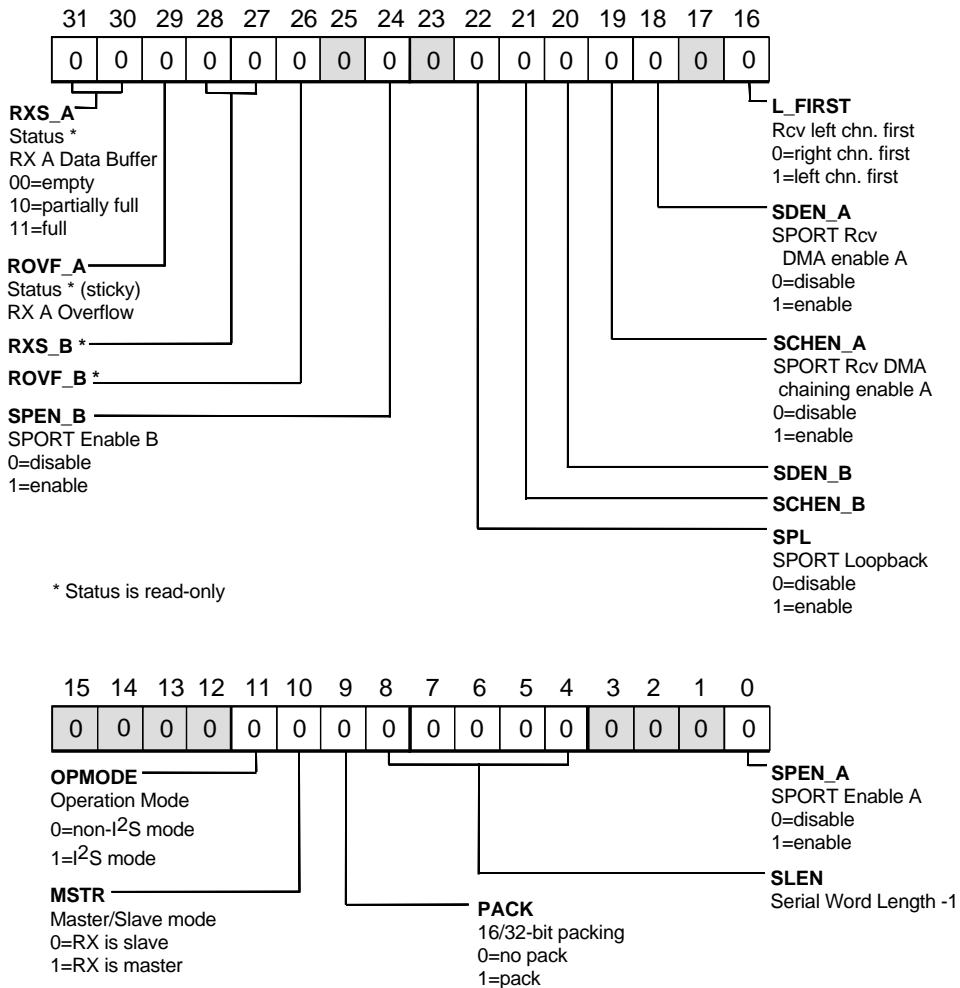 31 30 29 28 27 26 25 24 23 22 21 20 19 18 17 16
0 0 0 0 0 0 0 0 0 0 0 0 0 0 0 0
RXS_A
Status *
RX A Data Buffer
00=empty
10=partially full
11=full
ROVF_A
Status * (sticky)
RX A Overflow
RXS_B *
ROVF_B *
SPEN_B
SPORT Enable B
0=disable
1=enable
L_FIRST
Rcv left chn. first
0=right chn. first
1=left chn. first
SDEN_A
SPORT Rcv
DMA enable A
0=disable
1=enable
SCHEN_A
SPORT Rcv DMA
chaining enable A
0=disable
1=enable
SDEN_B
SCHEN_B
SPL
SPORT Loopback
0=disable
1=enable
* Status is read-only
15 14 13 12 11 10 9 8 7 6 5 4 3 2 1 0
0 0 0 0 0 0 0 0 0 0 0 0 0 0 0 0
OPMODE
Operation Mode
0=non-I2S mode
1=I2S mode
MSTR
Master/Slave mode
0=RX is slave
1=RX is master
PACK
16/32-bit packing
0=no pack
1=pack
SPEN_A
SPORT Enable A
0=disable
1=enable
SLEN
Serial Word Length -1